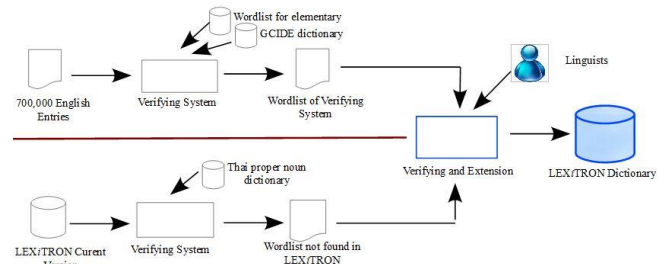 Wordlist for elementary
GCIDE dictionary
Linguists
700,000 English
Entries
Verifying System
Wordlist of Verifying
System
Verifying and Extension
LEXiTRON Dictionary
Thai proper noun
dictionary
LEXiTRON Curent
Verifying System
Wordlist not found in
LEXiTRON